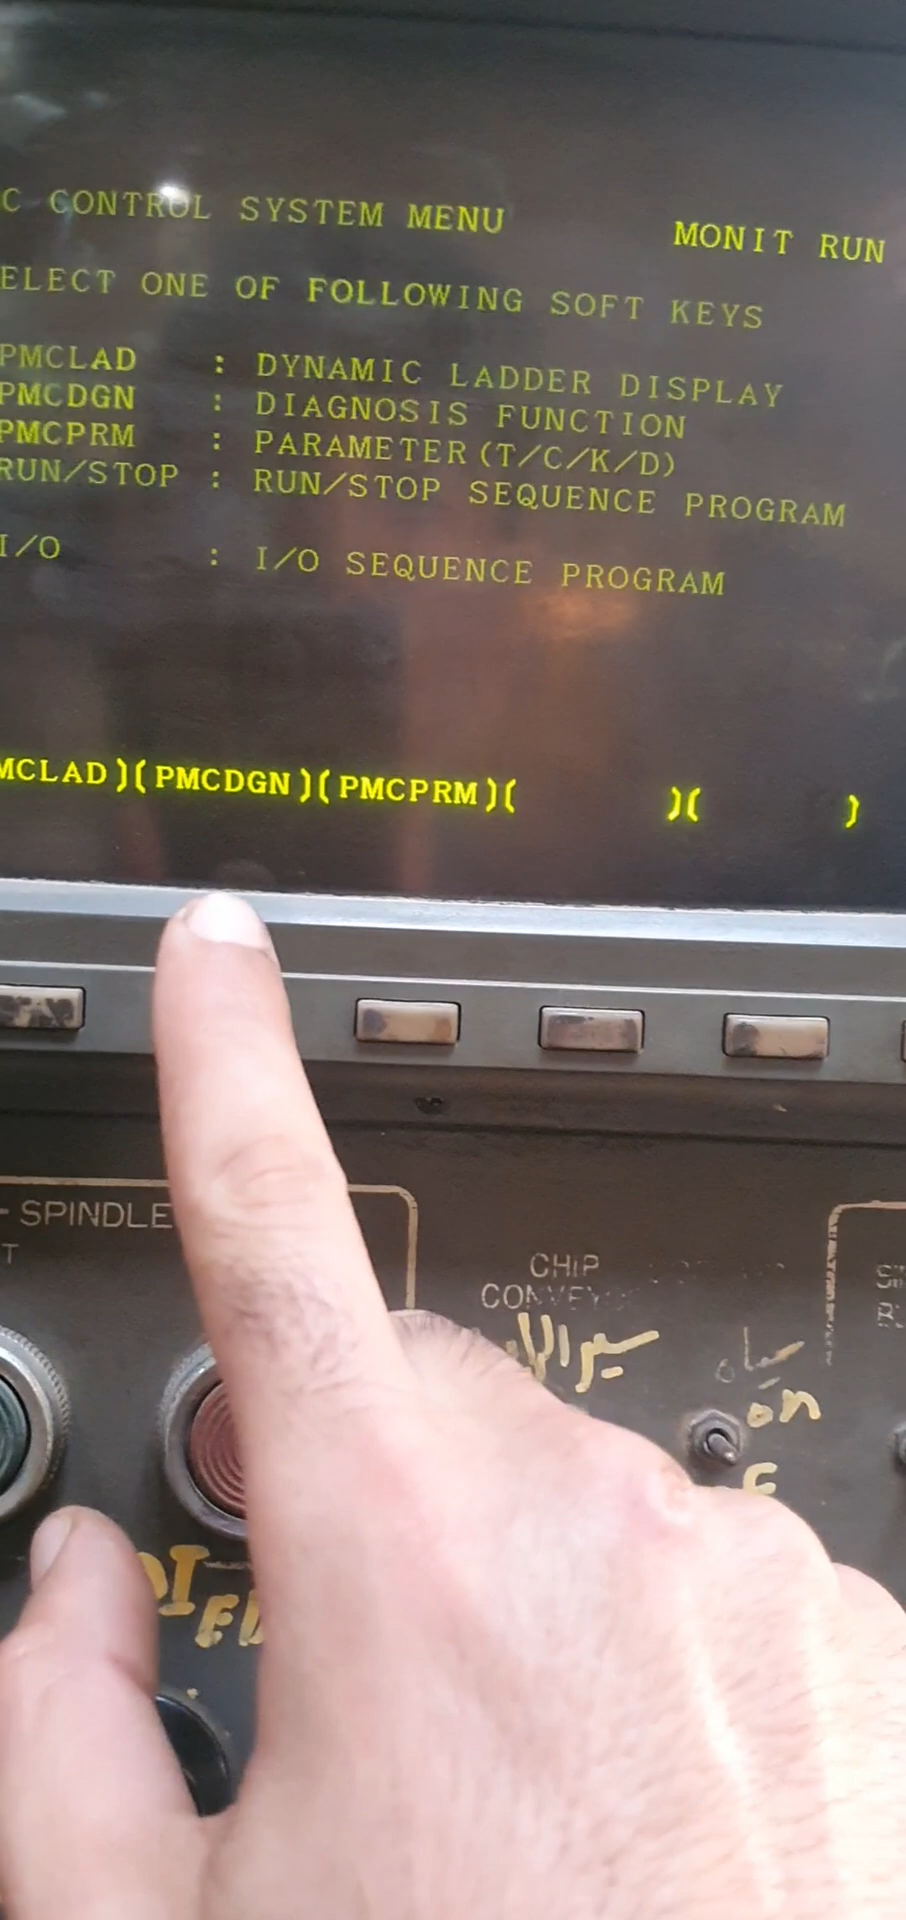 C CONTROL SYSTEM MENU MONIT RUN
ELECT ONE OF FOLLOWING SOFT KEYS
PMCLAD : DYNAMIC LADDER DISPLAY
PMCDGN : DIAGNOSIS FUNCTION
PMCPRM : PARAMETER(T/C/K/D)
RUN/STOP : RUN/STOP SEQUENCE PROGRAM
I/O : I/O SEQUENCE PROGRAM
MCLAD)(PMCDGN)(PMCPRM)( )( )
- SPINDLE
T
CHIP
CONVEY
on